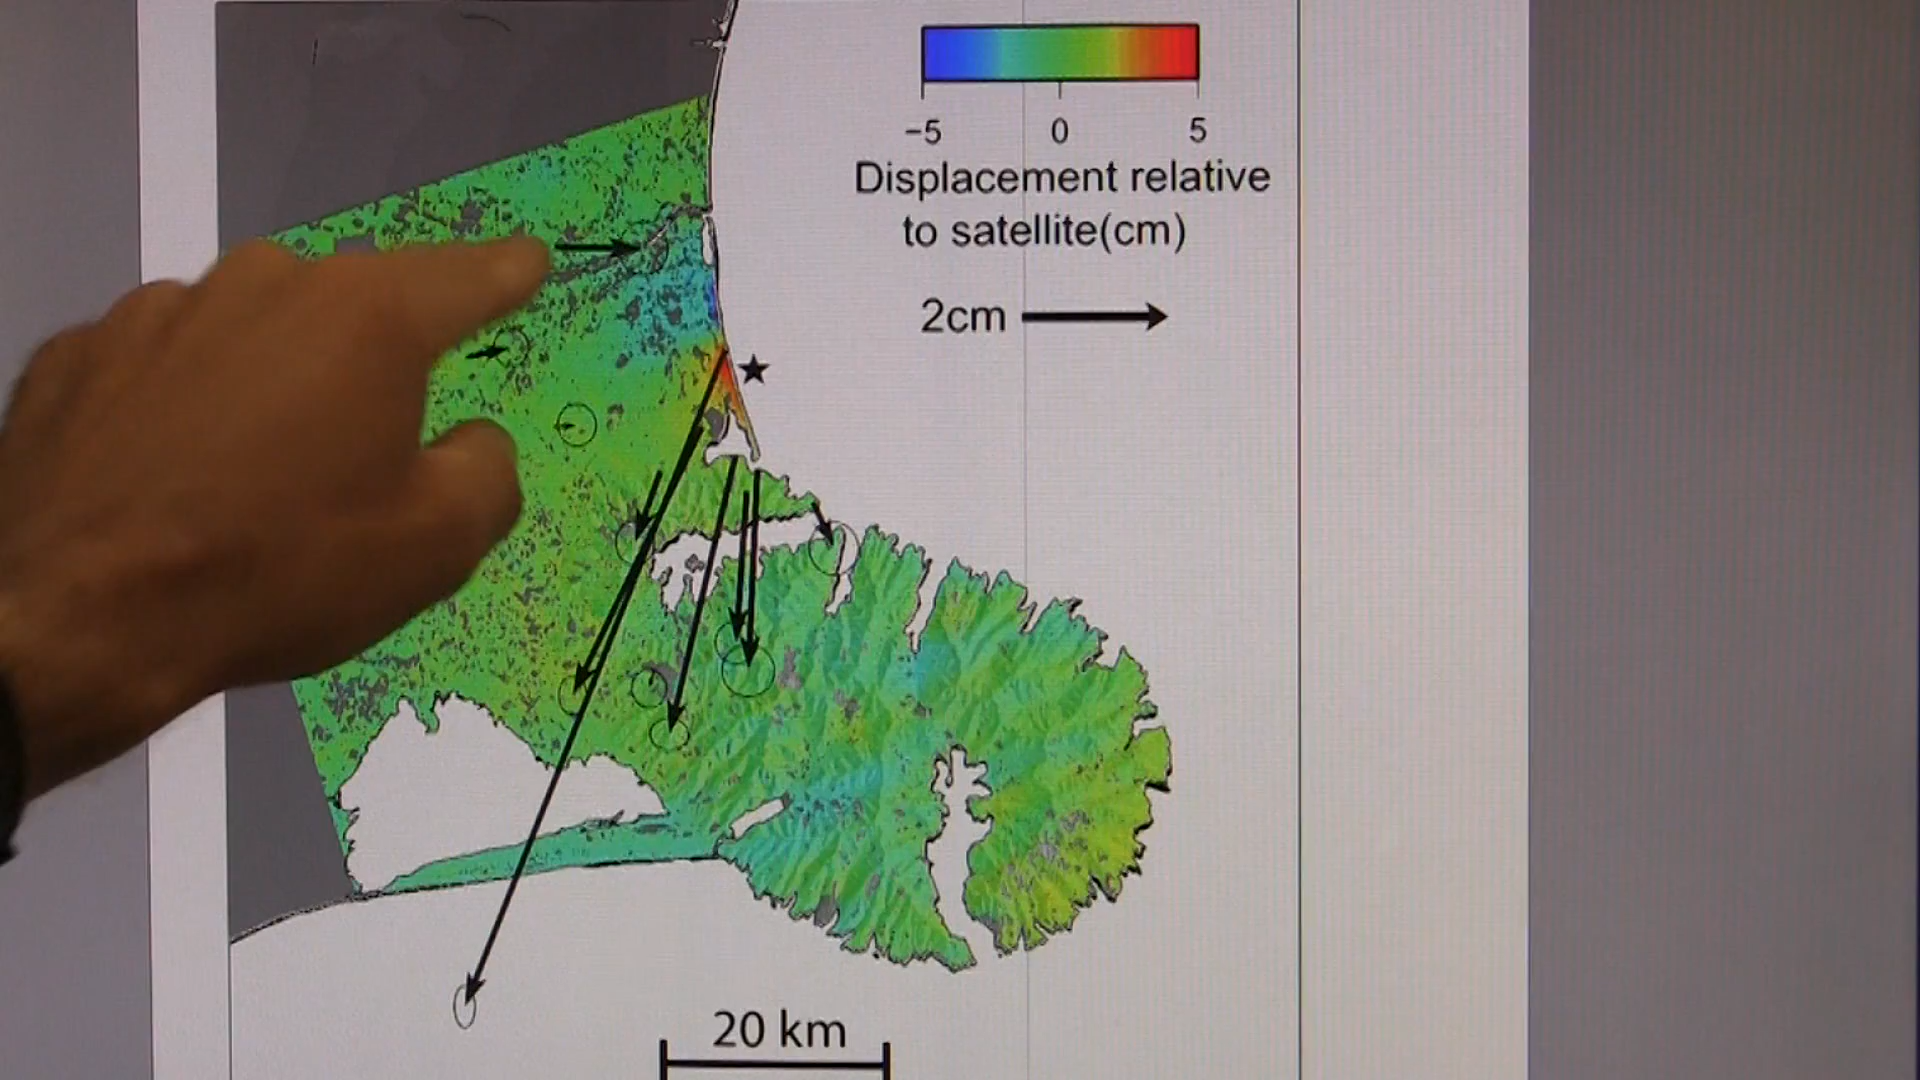 −5 0 5
Displacement relative
to satellite(cm)
2cm
20 km